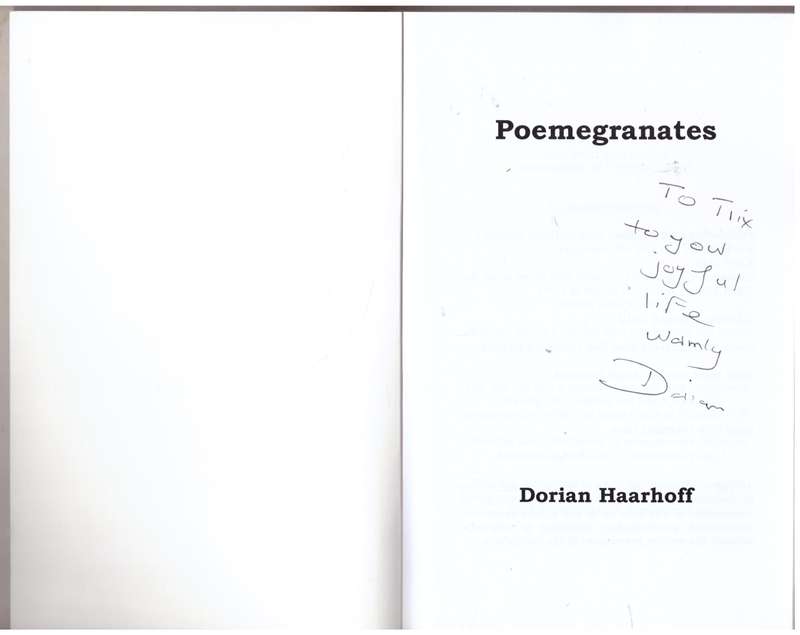 Poemegranates
To Trix
to your
joyful
life
warmly
Dorian
Dorian Haarhoff